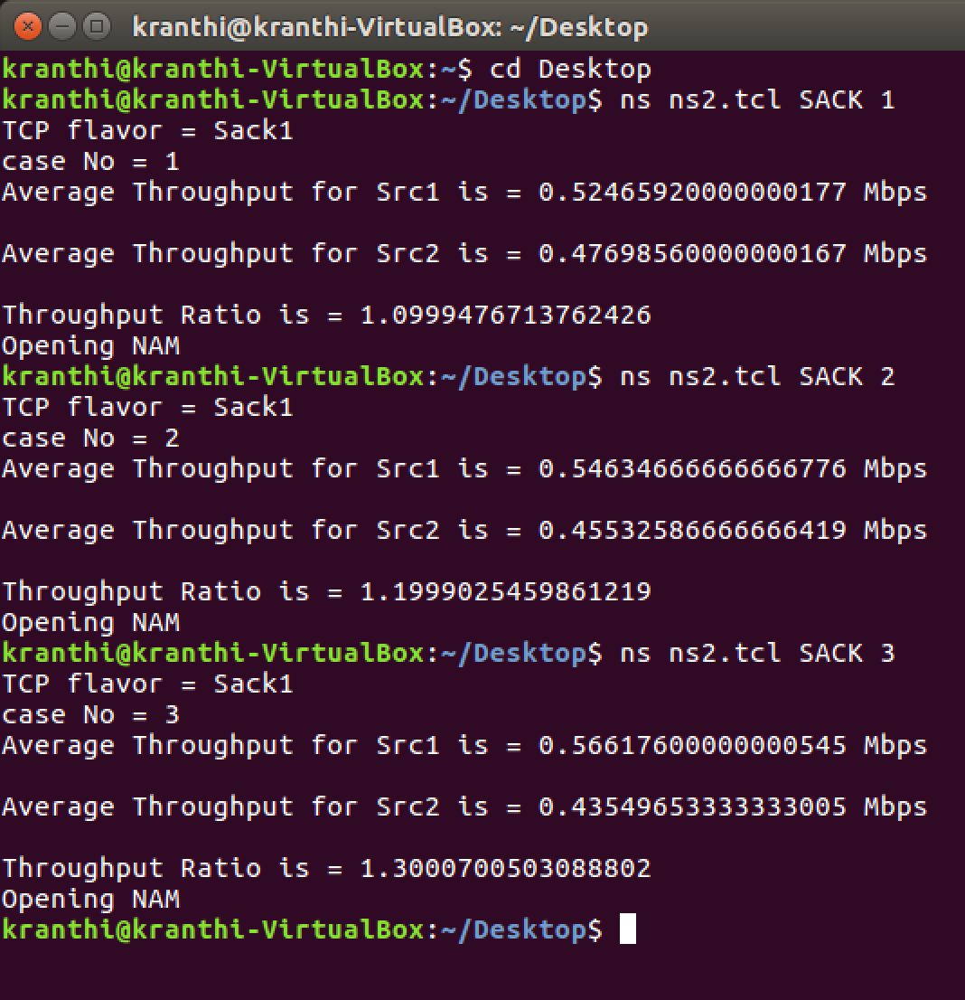 kranthi@kranthi-VirtualBox: ~/Desktop
kranthi@kranthi-VirtualBox:~$ cd Desktop
kranthi@kranthi-VirtualBox:~/Desktop$ ns ns2.tcl SACK 1
TCP flavor = Sack1
case No = 1
Average Throughput for Src1 is = 0.52465920000000177 Mbps
Average Throughput for Src2 is = 0.47698560000000167 Mbps
Throughput Ratio is = 1.0999476713762426
Opening NAM
kranthi@kranthi-VirtualBox:~/Desktop$ ns ns2.tcl SACK 2
TCP flavor = Sack1
case No = 2
Average Throughput for Src1 is = 0.54634666666666776 Mbps
Average Throughput for Src2 is = 0.45532586666666419 Mbps
Throughput Ratio is = 1.1999025459861219
Opening NAM
kranthi@kranthi-VirtualBox:~/Desktop$ ns ns2.tcl SACK 3
TCP flavor = Sack1
case No = 3
Average Throughput for Src1 is = 0.56617600000000545 Mbps
Average Throughput for Src2 is = 0.43549653333333005 Mbps
Throughput Ratio is = 1.3000700503088802
Opening NAM
kranthi@kranthi-VirtualBox:~/Desktop$